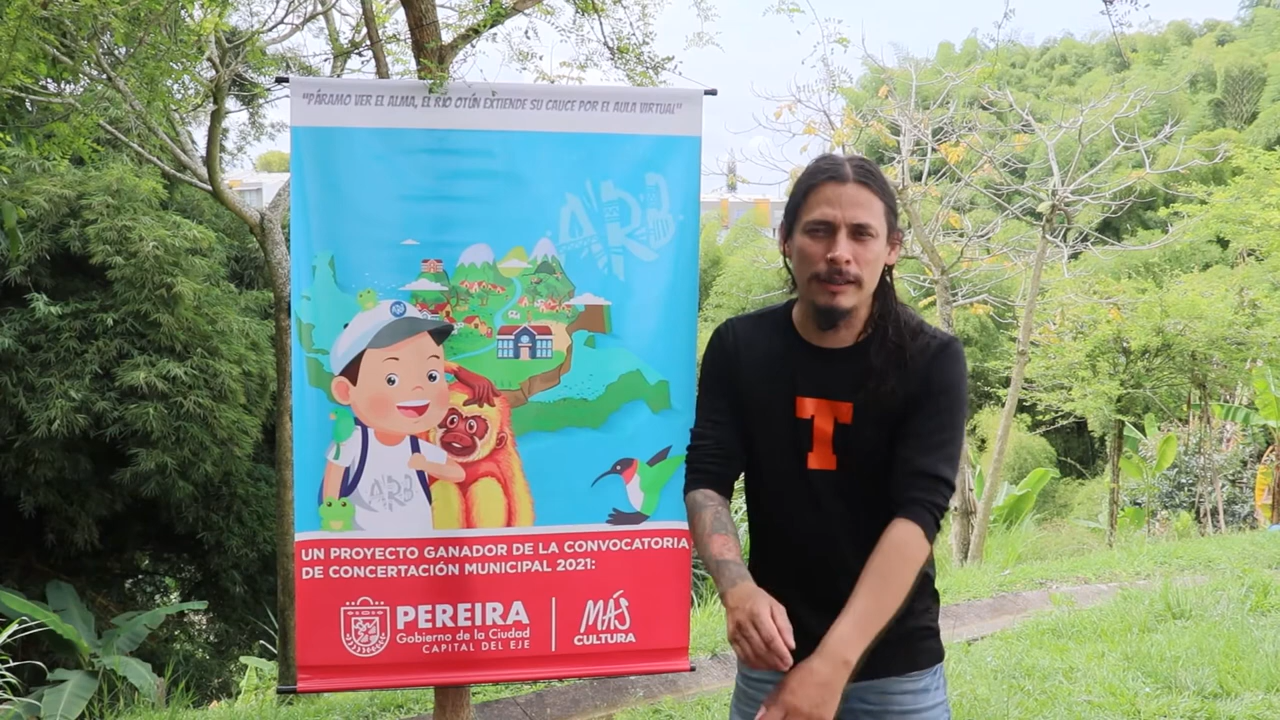 "PÁRAMO VER EL ALMA, EL RÍO OTÚN EXTIENDE SU CAUCE POR EL AULA VIRTUAL"
ARB
ARB
ARB
T
UN PROYECTO GANADOR DE LA CONVOCATORIA
DE CONCERTACIÓN MUNICIPAL 2021:
PEREIRA
Gobierno de la Ciudad
CAPITAL DEL EJE
MÁS
CULTURA